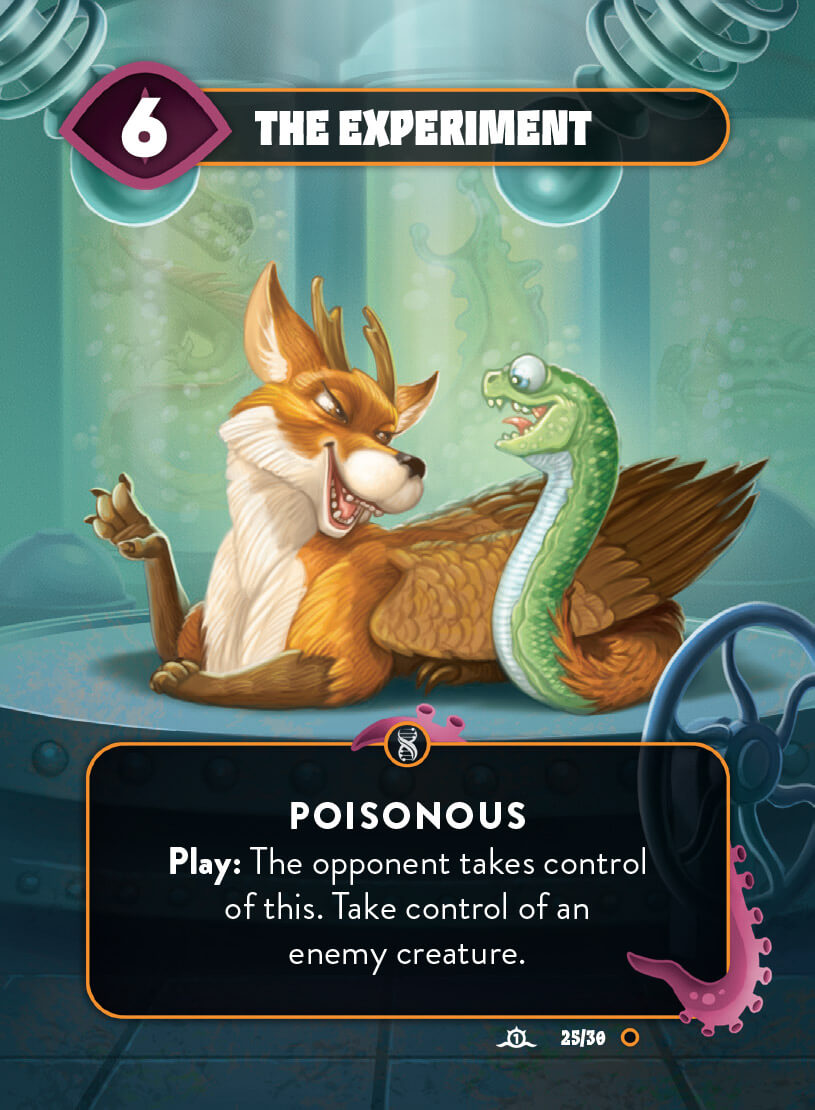 6
THE EXPERIMENT
POISONOUS
Play: The opponent takes control
of this. Take control of an
enemy creature.
1 25/30